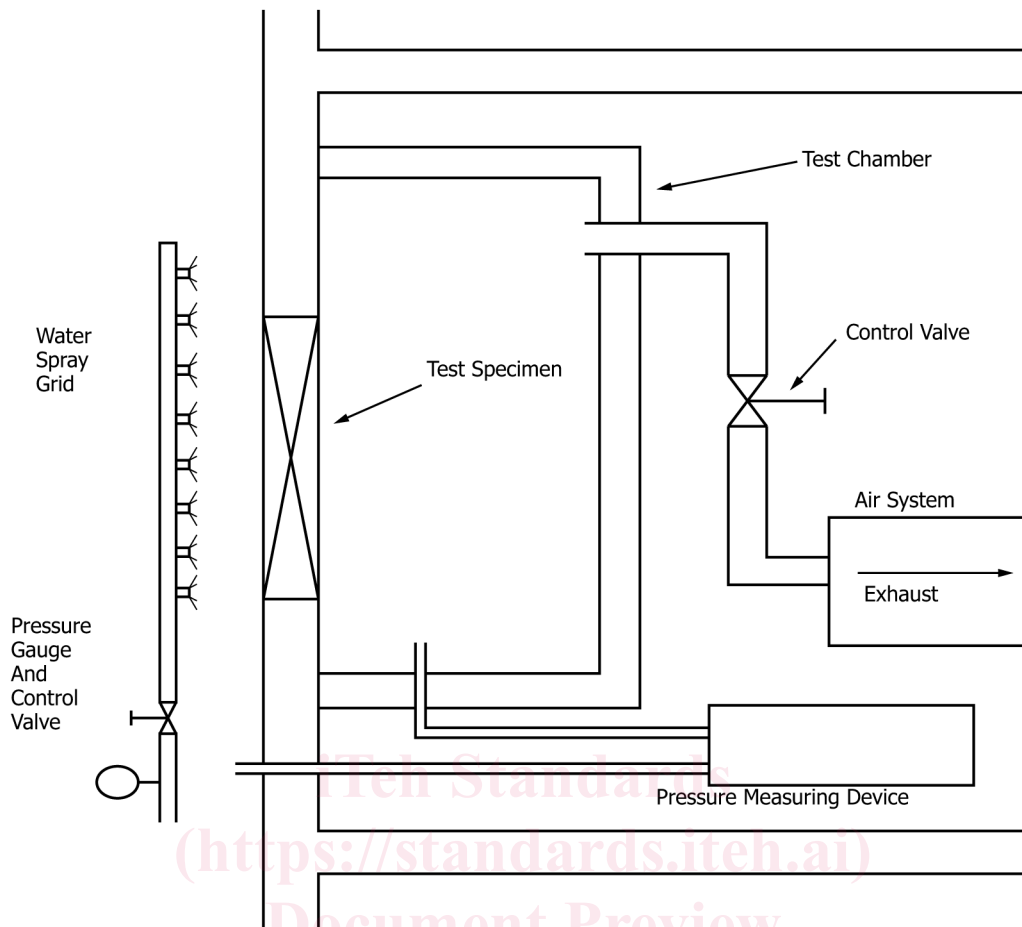 Test Chamber
Water
Spray
Grid
Control Valve
Test Specimen
Air System
Exhaust
Pressure
Gauge
And
Control
Valve
iTeh Standards
Pressure Measuring Device
(https://standards.iteh.ai)
Document Preview